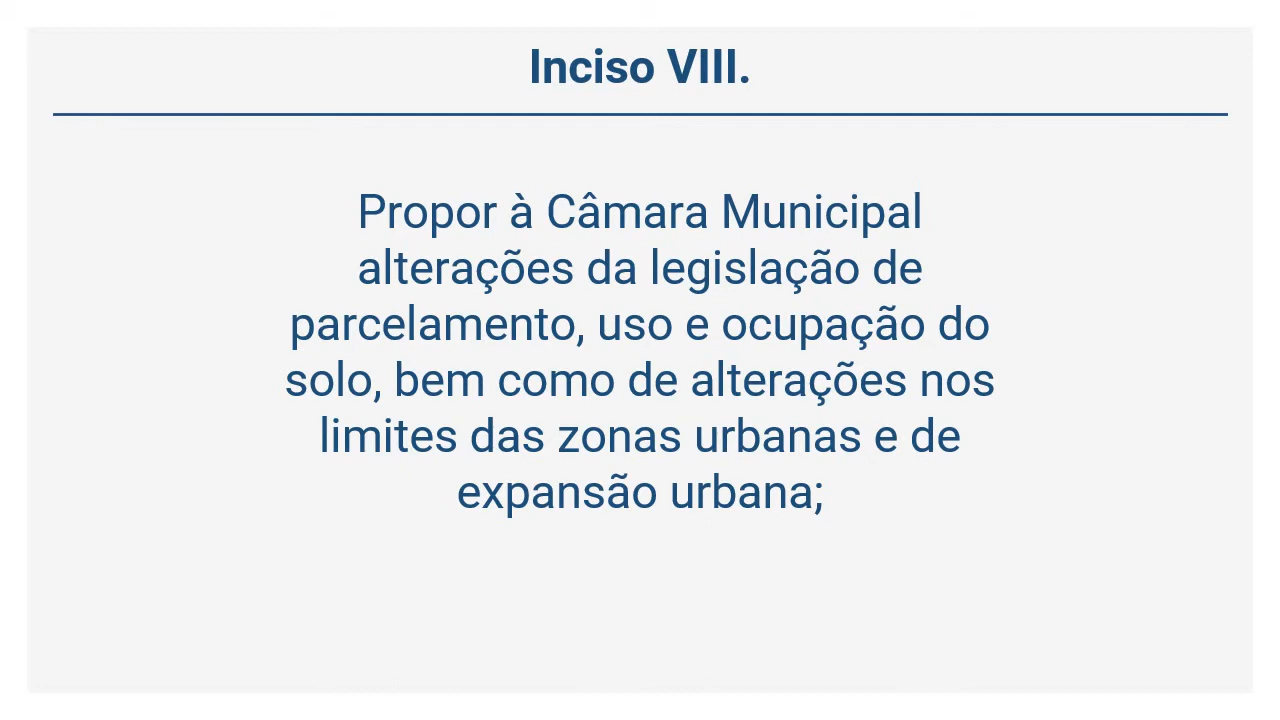 Inciso VIII.
Propor à Câmara Municipal
alterações da legislação de
parcelamento, uso e ocupação do
solo, bem como de alterações nos
limites das zonas urbanas e de
expansão urbana;